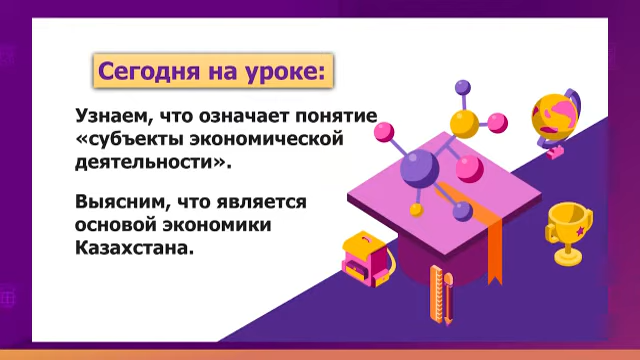 Сегодня на уроке:
Узнаем, что означает понятие
«субъекты экономической
деятельности».
Выясним, что является
основой экономики
Казахстана.